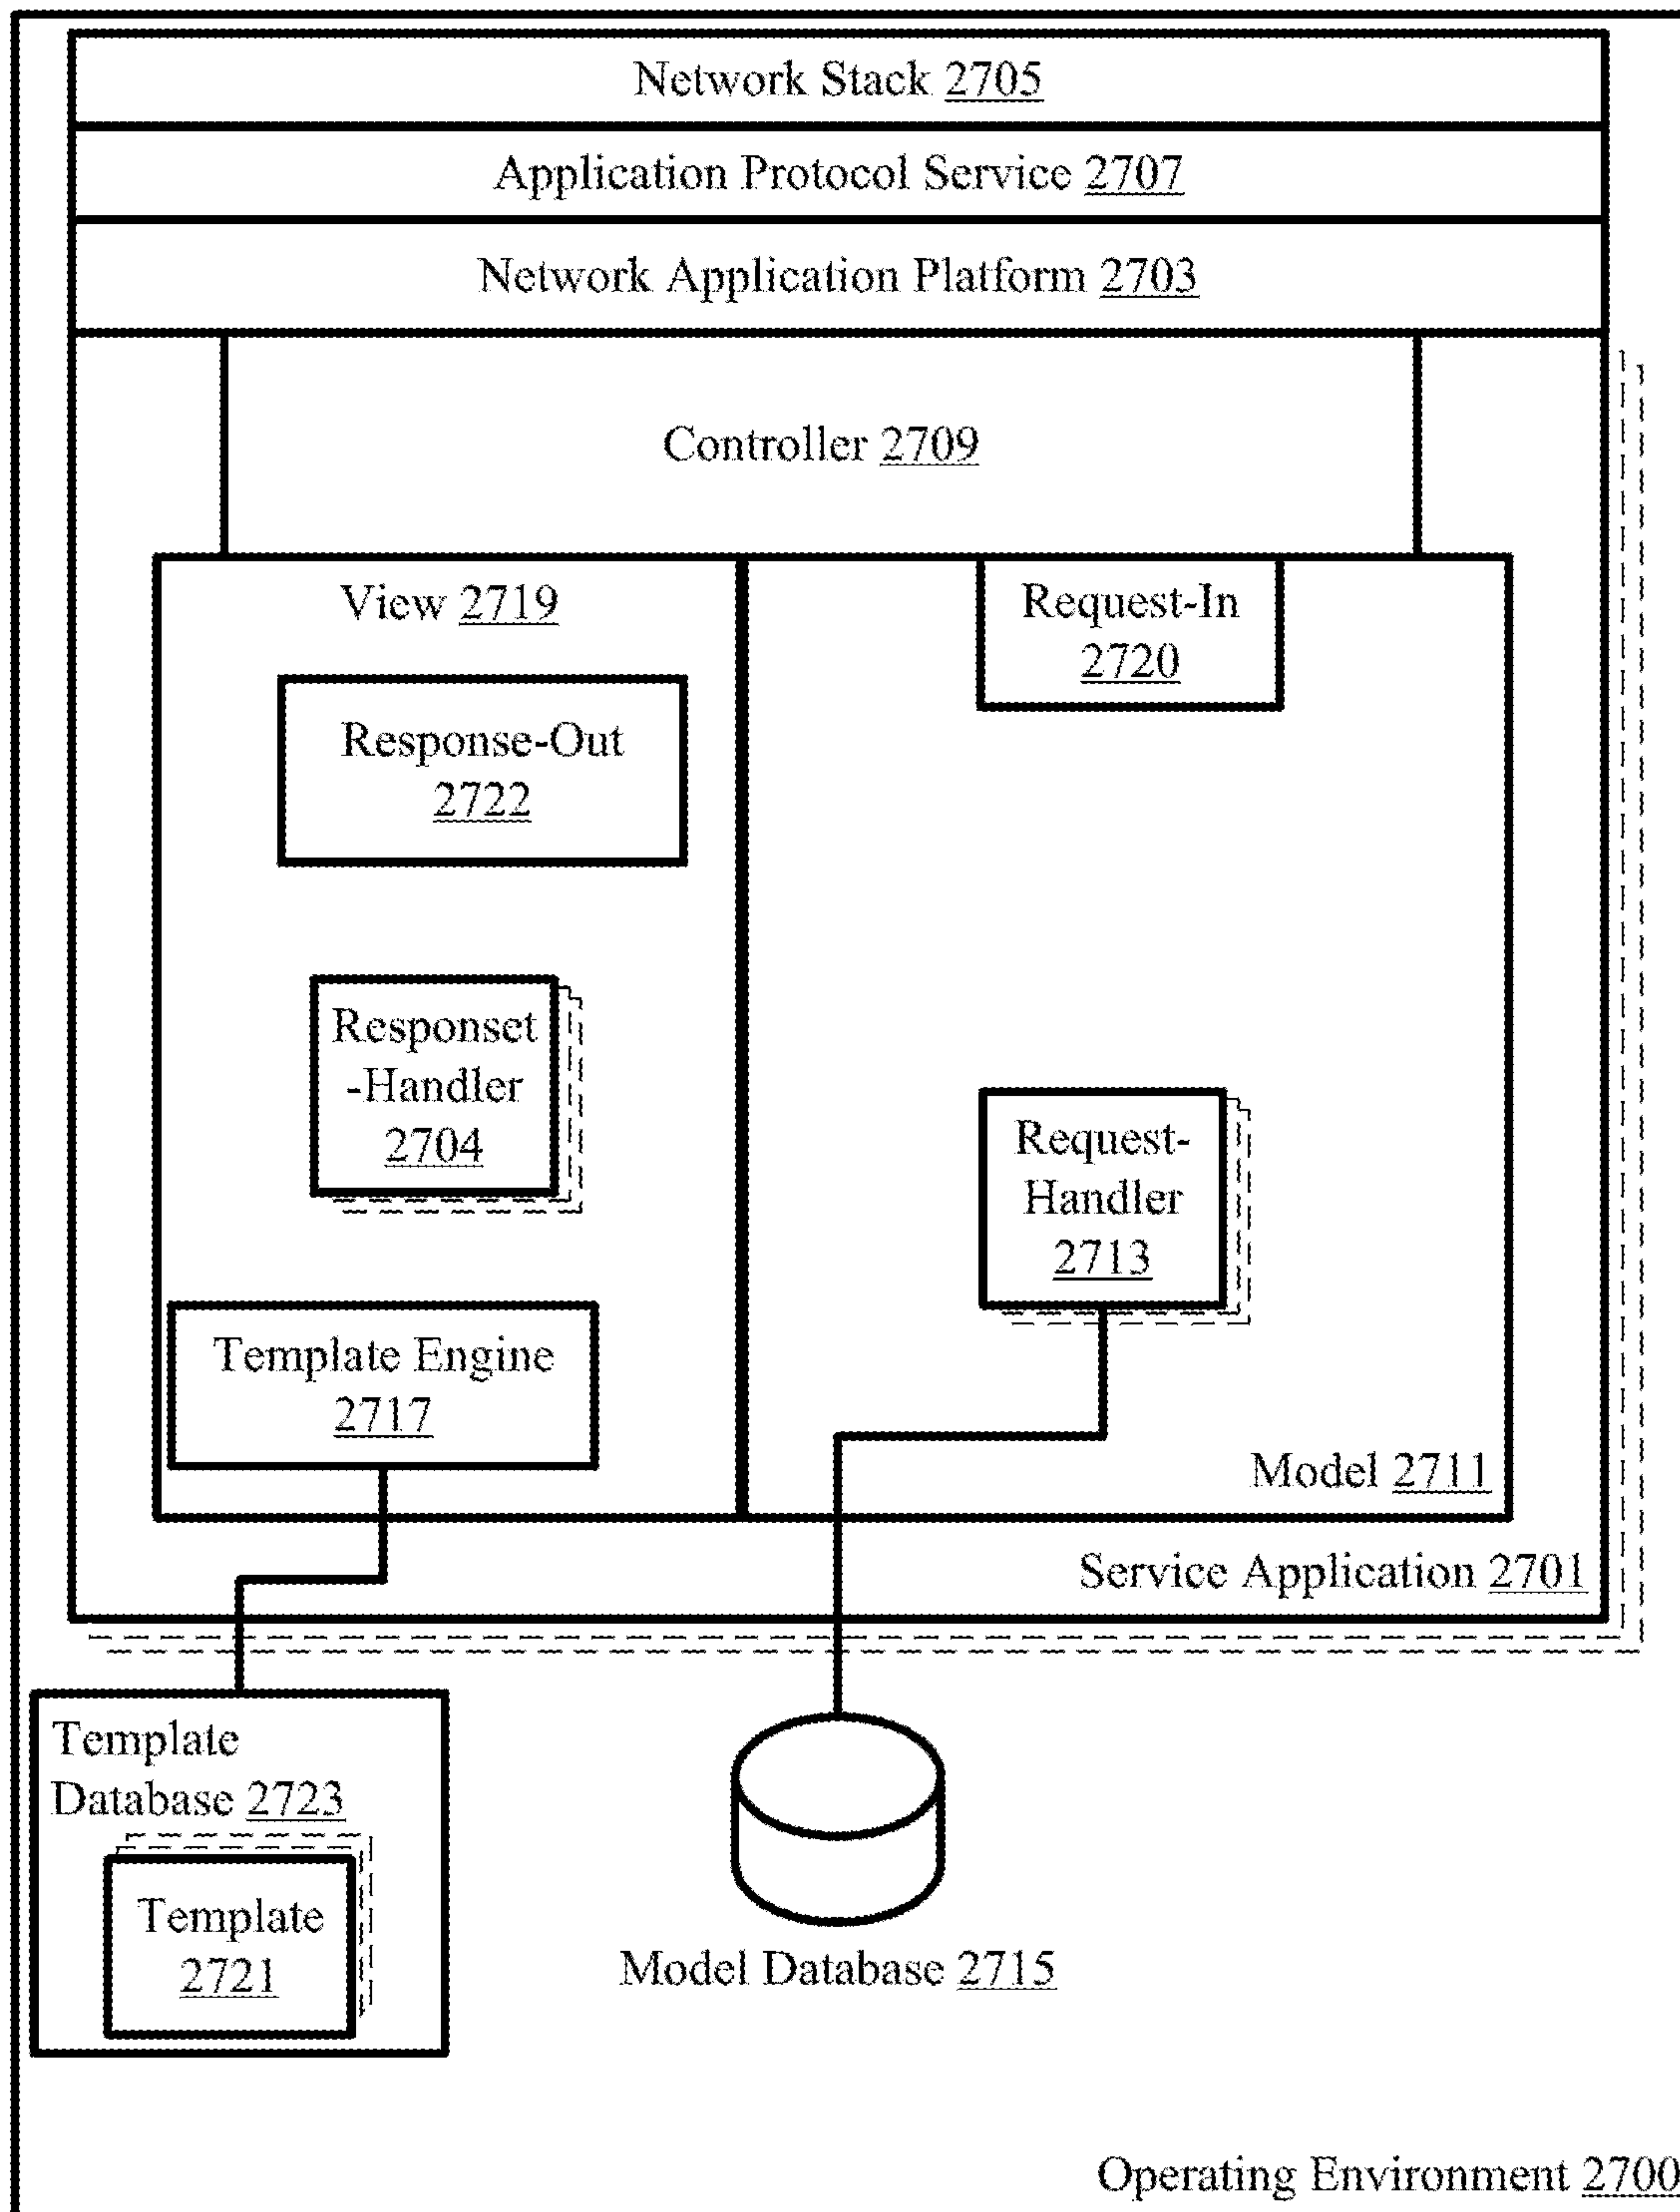 Network Stack 2705
Application Protocol Service 2707
Network Application Platform 2703
Controller 2709
View 2719
Response-Out
2722
Responset
-Handler
2704
Template Engine
2717
Request-In
2720
Request-
Handler
2713
Model 2711
Service Application 2701
Template
Database 2723
Template
2721
Model Database 2715
Operating Environment 2700